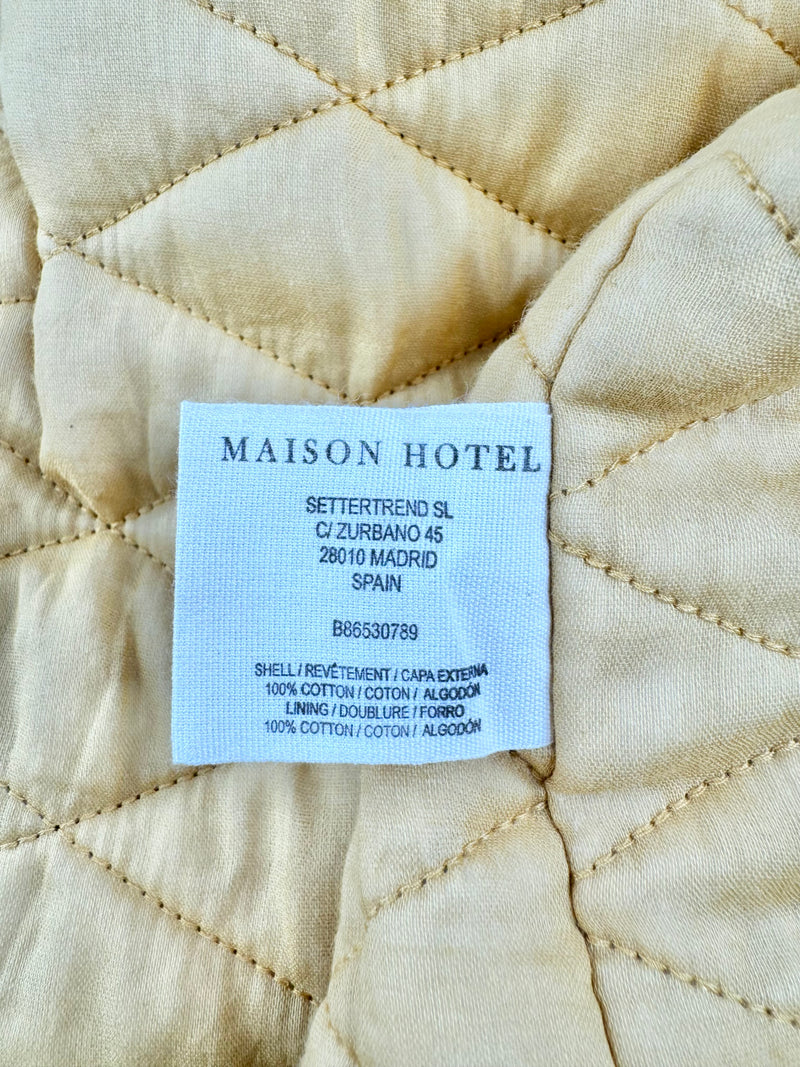 MAISON HOTEL
SETTERTREND SL
C/ ZURBANO 45
28010 MADRID
SPAIN
B86530789
SHELL / REVÊTEMENT / CAPA EXTERNA
100% COTTON / COTON / ALGODÓN
LINING / DOUBLURE / FORRO
100% COTTON / COTON / ALGODÓN